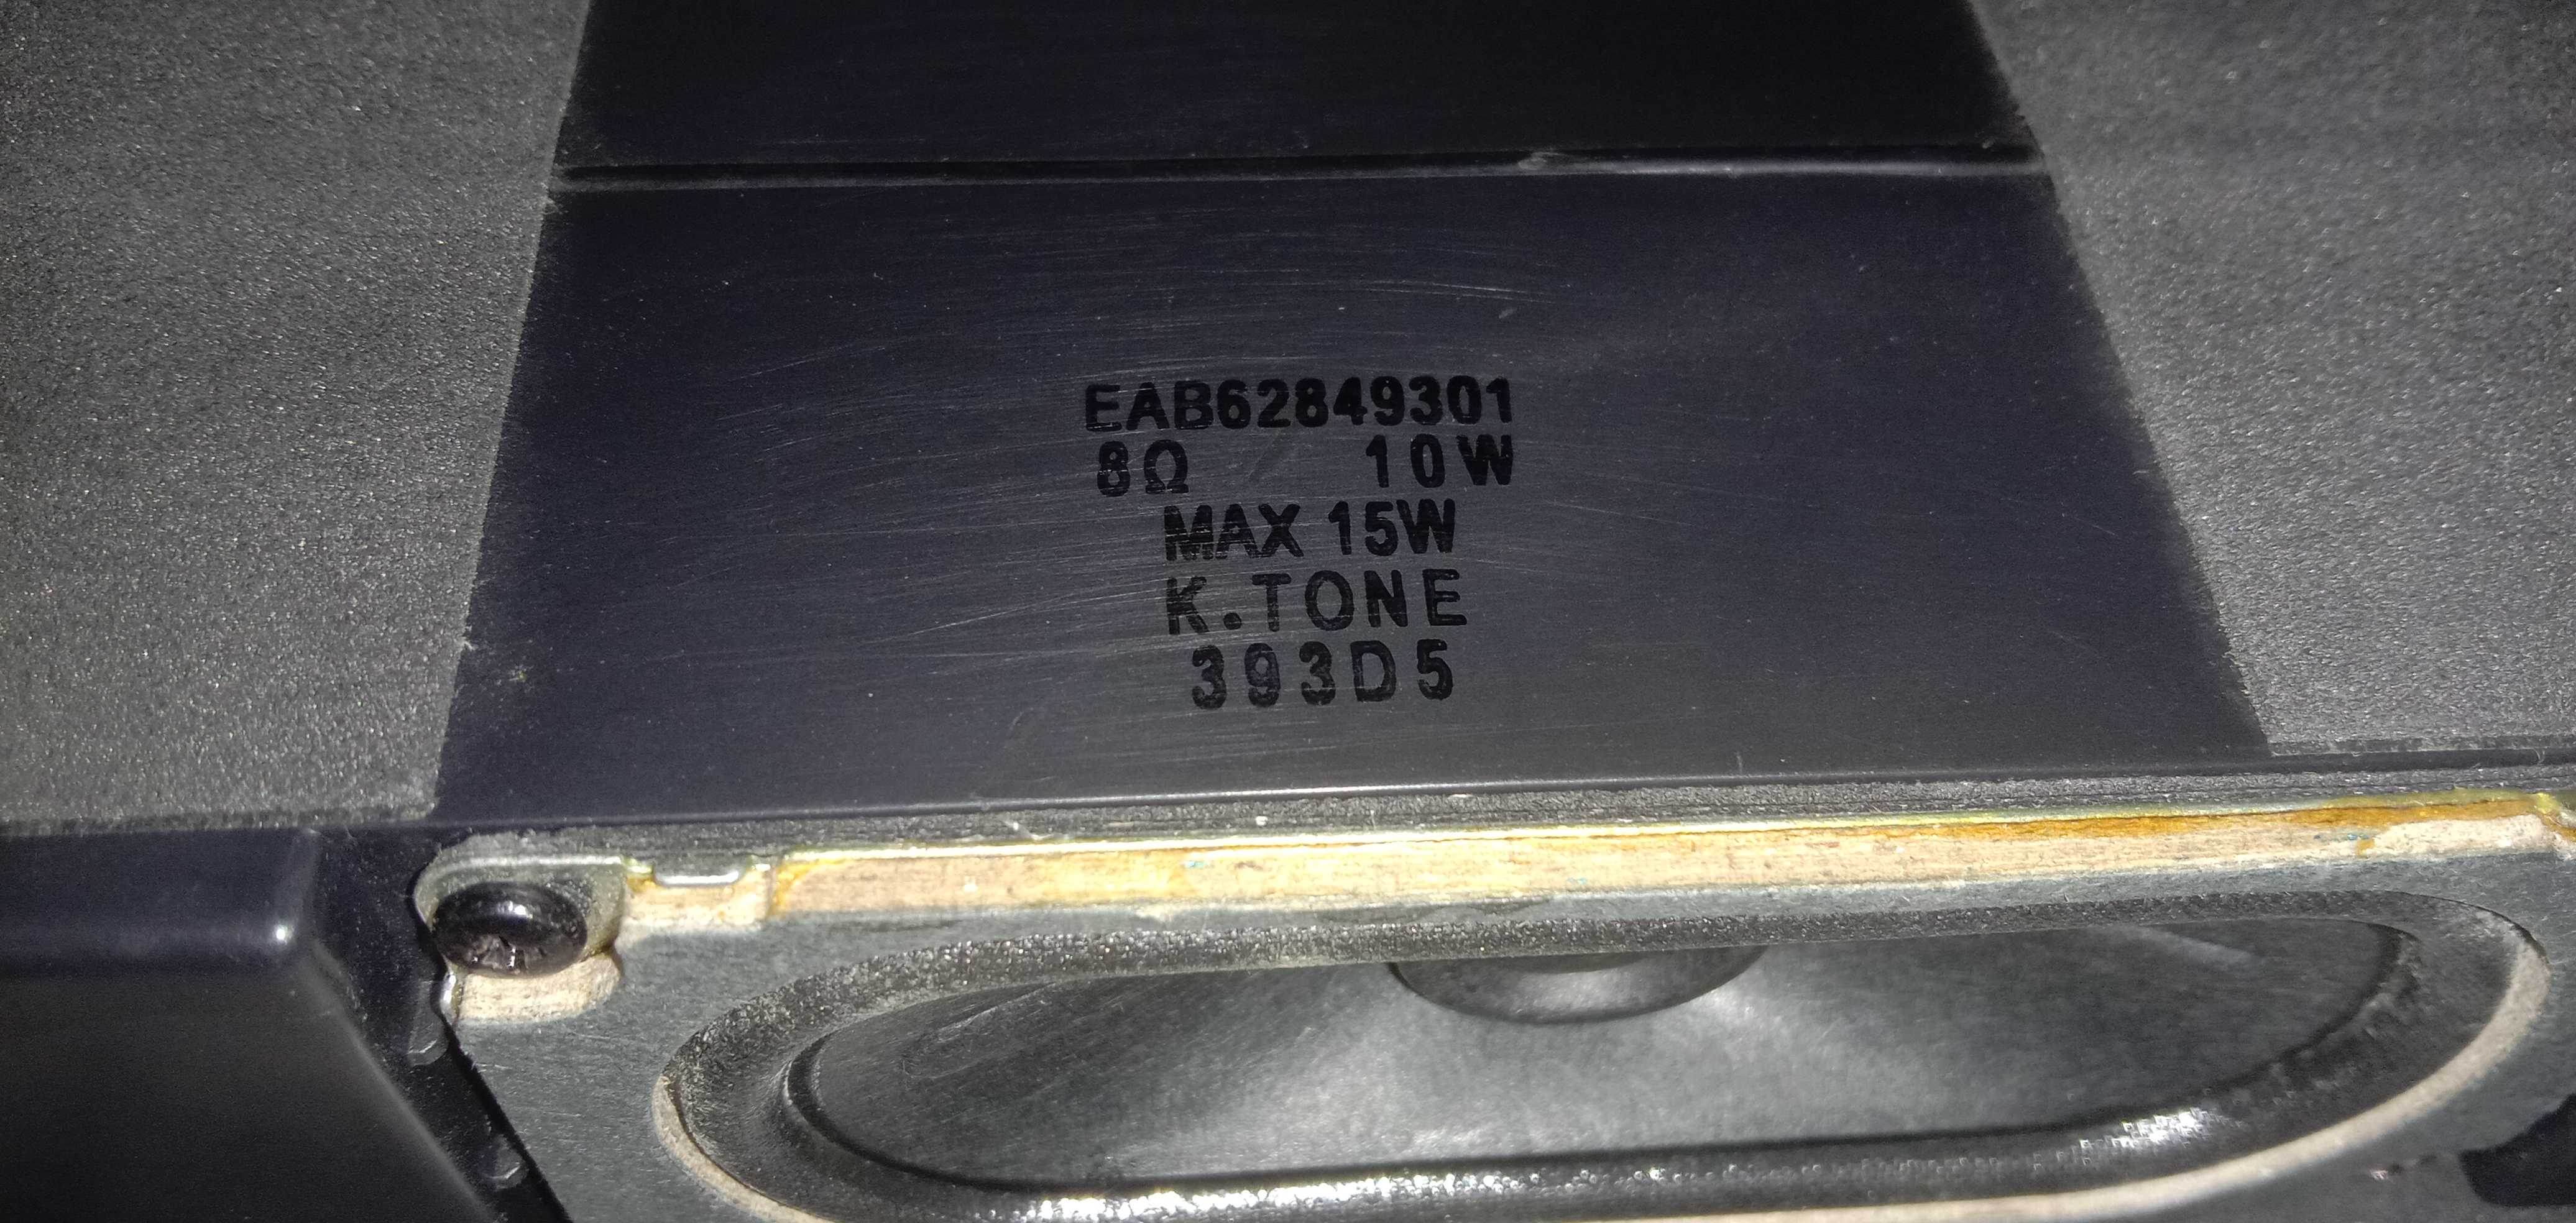 EAB62849301
8Ω 10W
MAX 15W
K.TONE
393D5